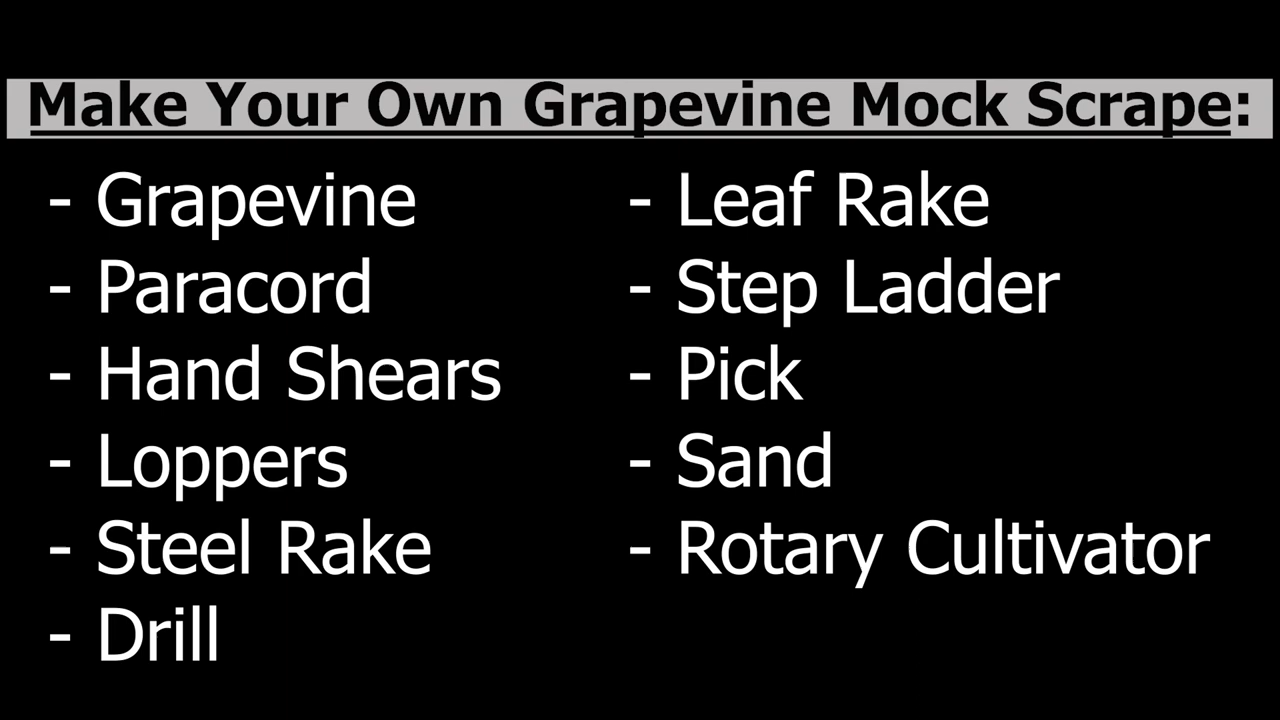 Make Your Own Grapevine Mock Scrape:
- Grapevine
- Paracord
- Hand Shears
- Loppers
- Steel Rake
- Drill
- Leaf Rake
- Step Ladder
- Pick
- Sand
- Rotary Cultivator